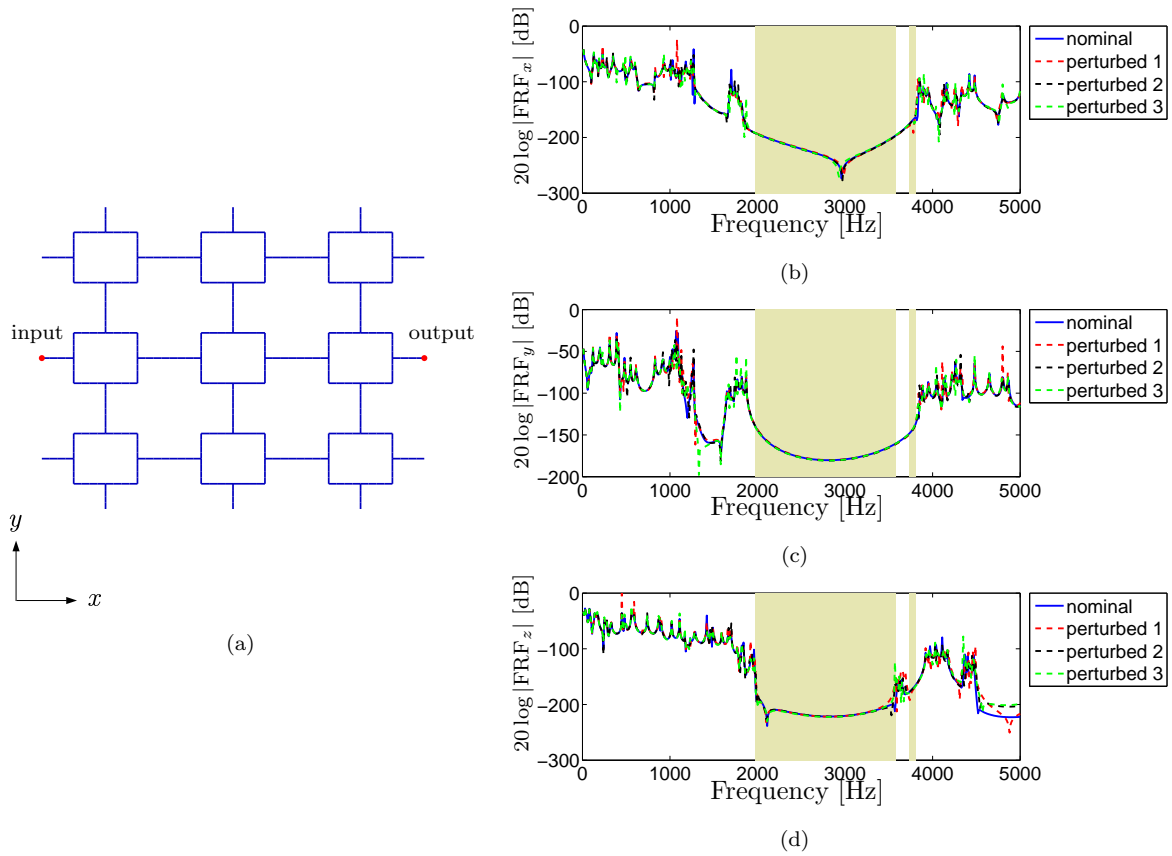 input
output
y
x
(a)
20 log |FRFx| [dB]
0
−100
−200
−300
0 1000 2000 3000 4000 5000
Frequency [Hz]
nominal
perturbed 1
perturbed 2
perturbed 3
(b)
20 log |FRFy| [dB]
0
−50
−100
−150
−200
0 1000 2000 3000 4000 5000
Frequency [Hz]
nominal
perturbed 1
perturbed 2
perturbed 3
(c)
20 log |FRFz| [dB]
0
−100
−200
−300
0 1000 2000 3000 4000 5000
Frequency [Hz]
nominal
perturbed 1
perturbed 2
perturbed 3
(d)